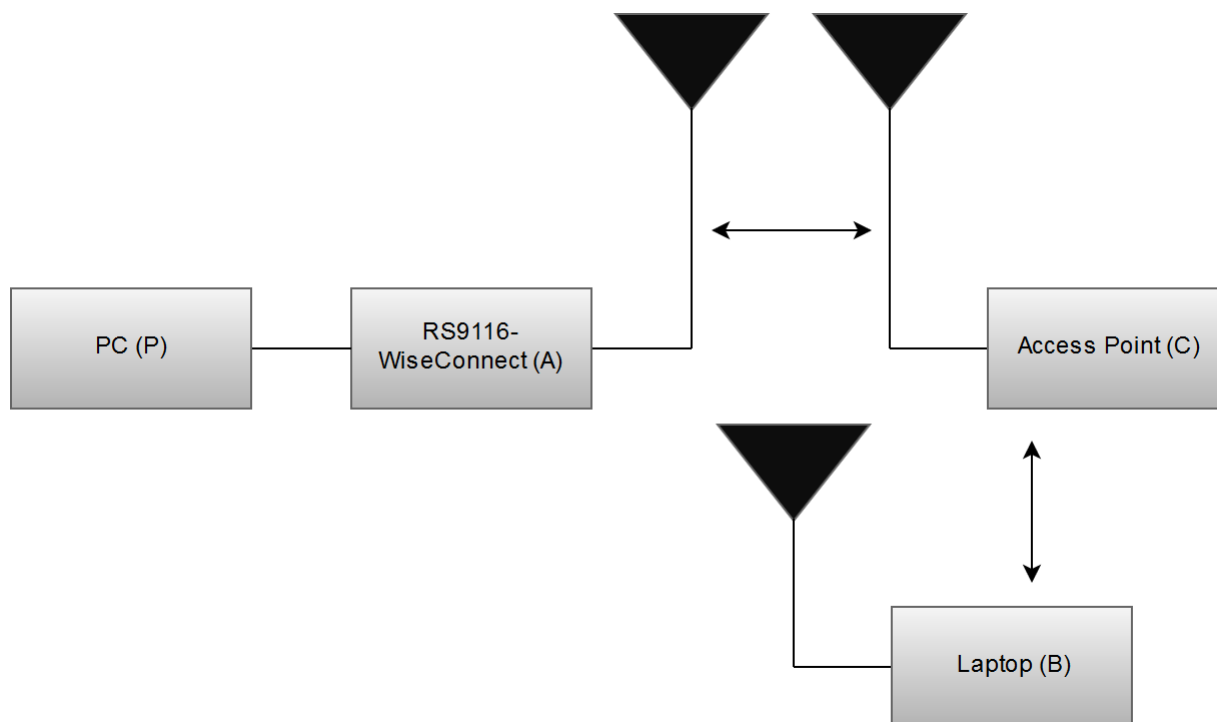 PC (P)
RS9116-
WiseConnect (A)
Access Point (C)
Laptop (B)